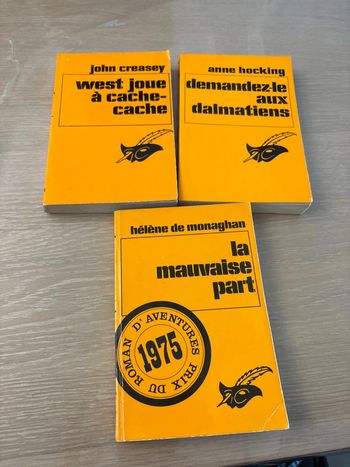 john creasey
west joue
à cache-
cache
anne hocking
demandez-le
aux
dalmatiens
hélène de monaghan
la
mauvaise
part
PRIX DU ROMAN D'AVENTURES
1975